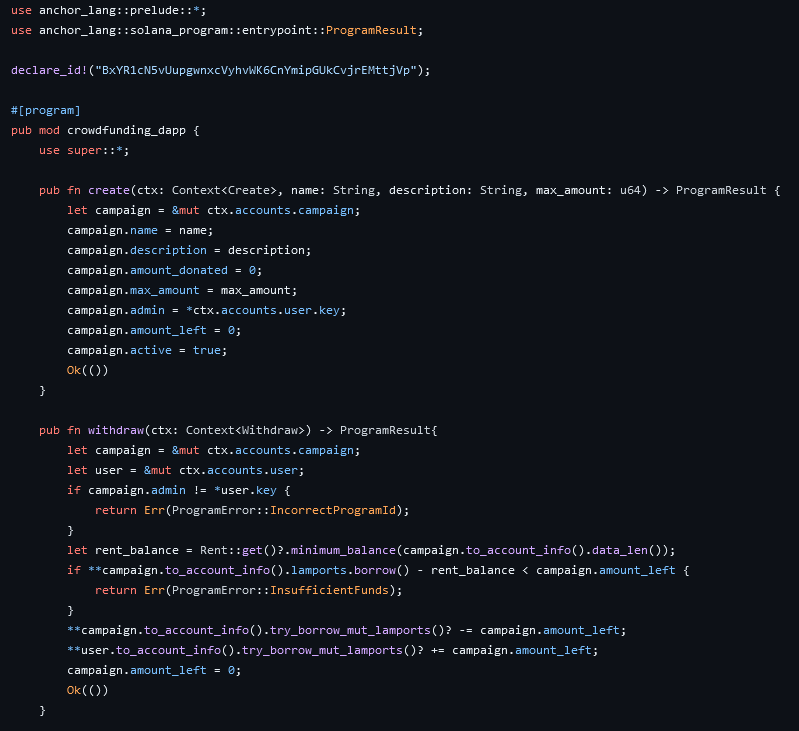 use anchor_lang::prelude::*;
use anchor_lang::solana_program::entrypoint::ProgramResult;
declare_id!("BxYR1cN5vUupgwnxcVyhvWK6CnYmipGUkCvjrEMttjVp");
#[program]
pub mod crowdfunding_dapp {
    use super::*;
    pub fn create(ctx: Context<Create>, name: String, description: String, max_amount: u64) -> ProgramResult {
        let campaign = &mut ctx.accounts.campaign;
        campaign.name = name;
        campaign.description = description;
        campaign.amount_donated = 0;
        campaign.max_amount = max_amount;
        campaign.admin = *ctx.accounts.user.key;
        campaign.amount_left = 0;
        campaign.active = true;
        Ok(())
    }
    pub fn withdraw(ctx: Context<Withdraw>) -> ProgramResult{
        let campaign = &mut ctx.accounts.campaign;
        let user = &mut ctx.accounts.user;
        if campaign.admin != *user.key {
            return Err(ProgramError::IncorrectProgramId);
        }
        let rent_balance = Rent::get()?.minimum_balance(campaign.to_account_info().data_len());
        if **campaign.to_account_info().lamports.borrow() - rent_balance < campaign.amount_left {
            return Err(ProgramError::InsufficientFunds);
        }
        **campaign.to_account_info().try_borrow_mut_lamports()? -= campaign.amount_left;
        **user.to_account_info().try_borrow_mut_lamports()? += campaign.amount_left;
        campaign.amount_left = 0;
        Ok(())
    }